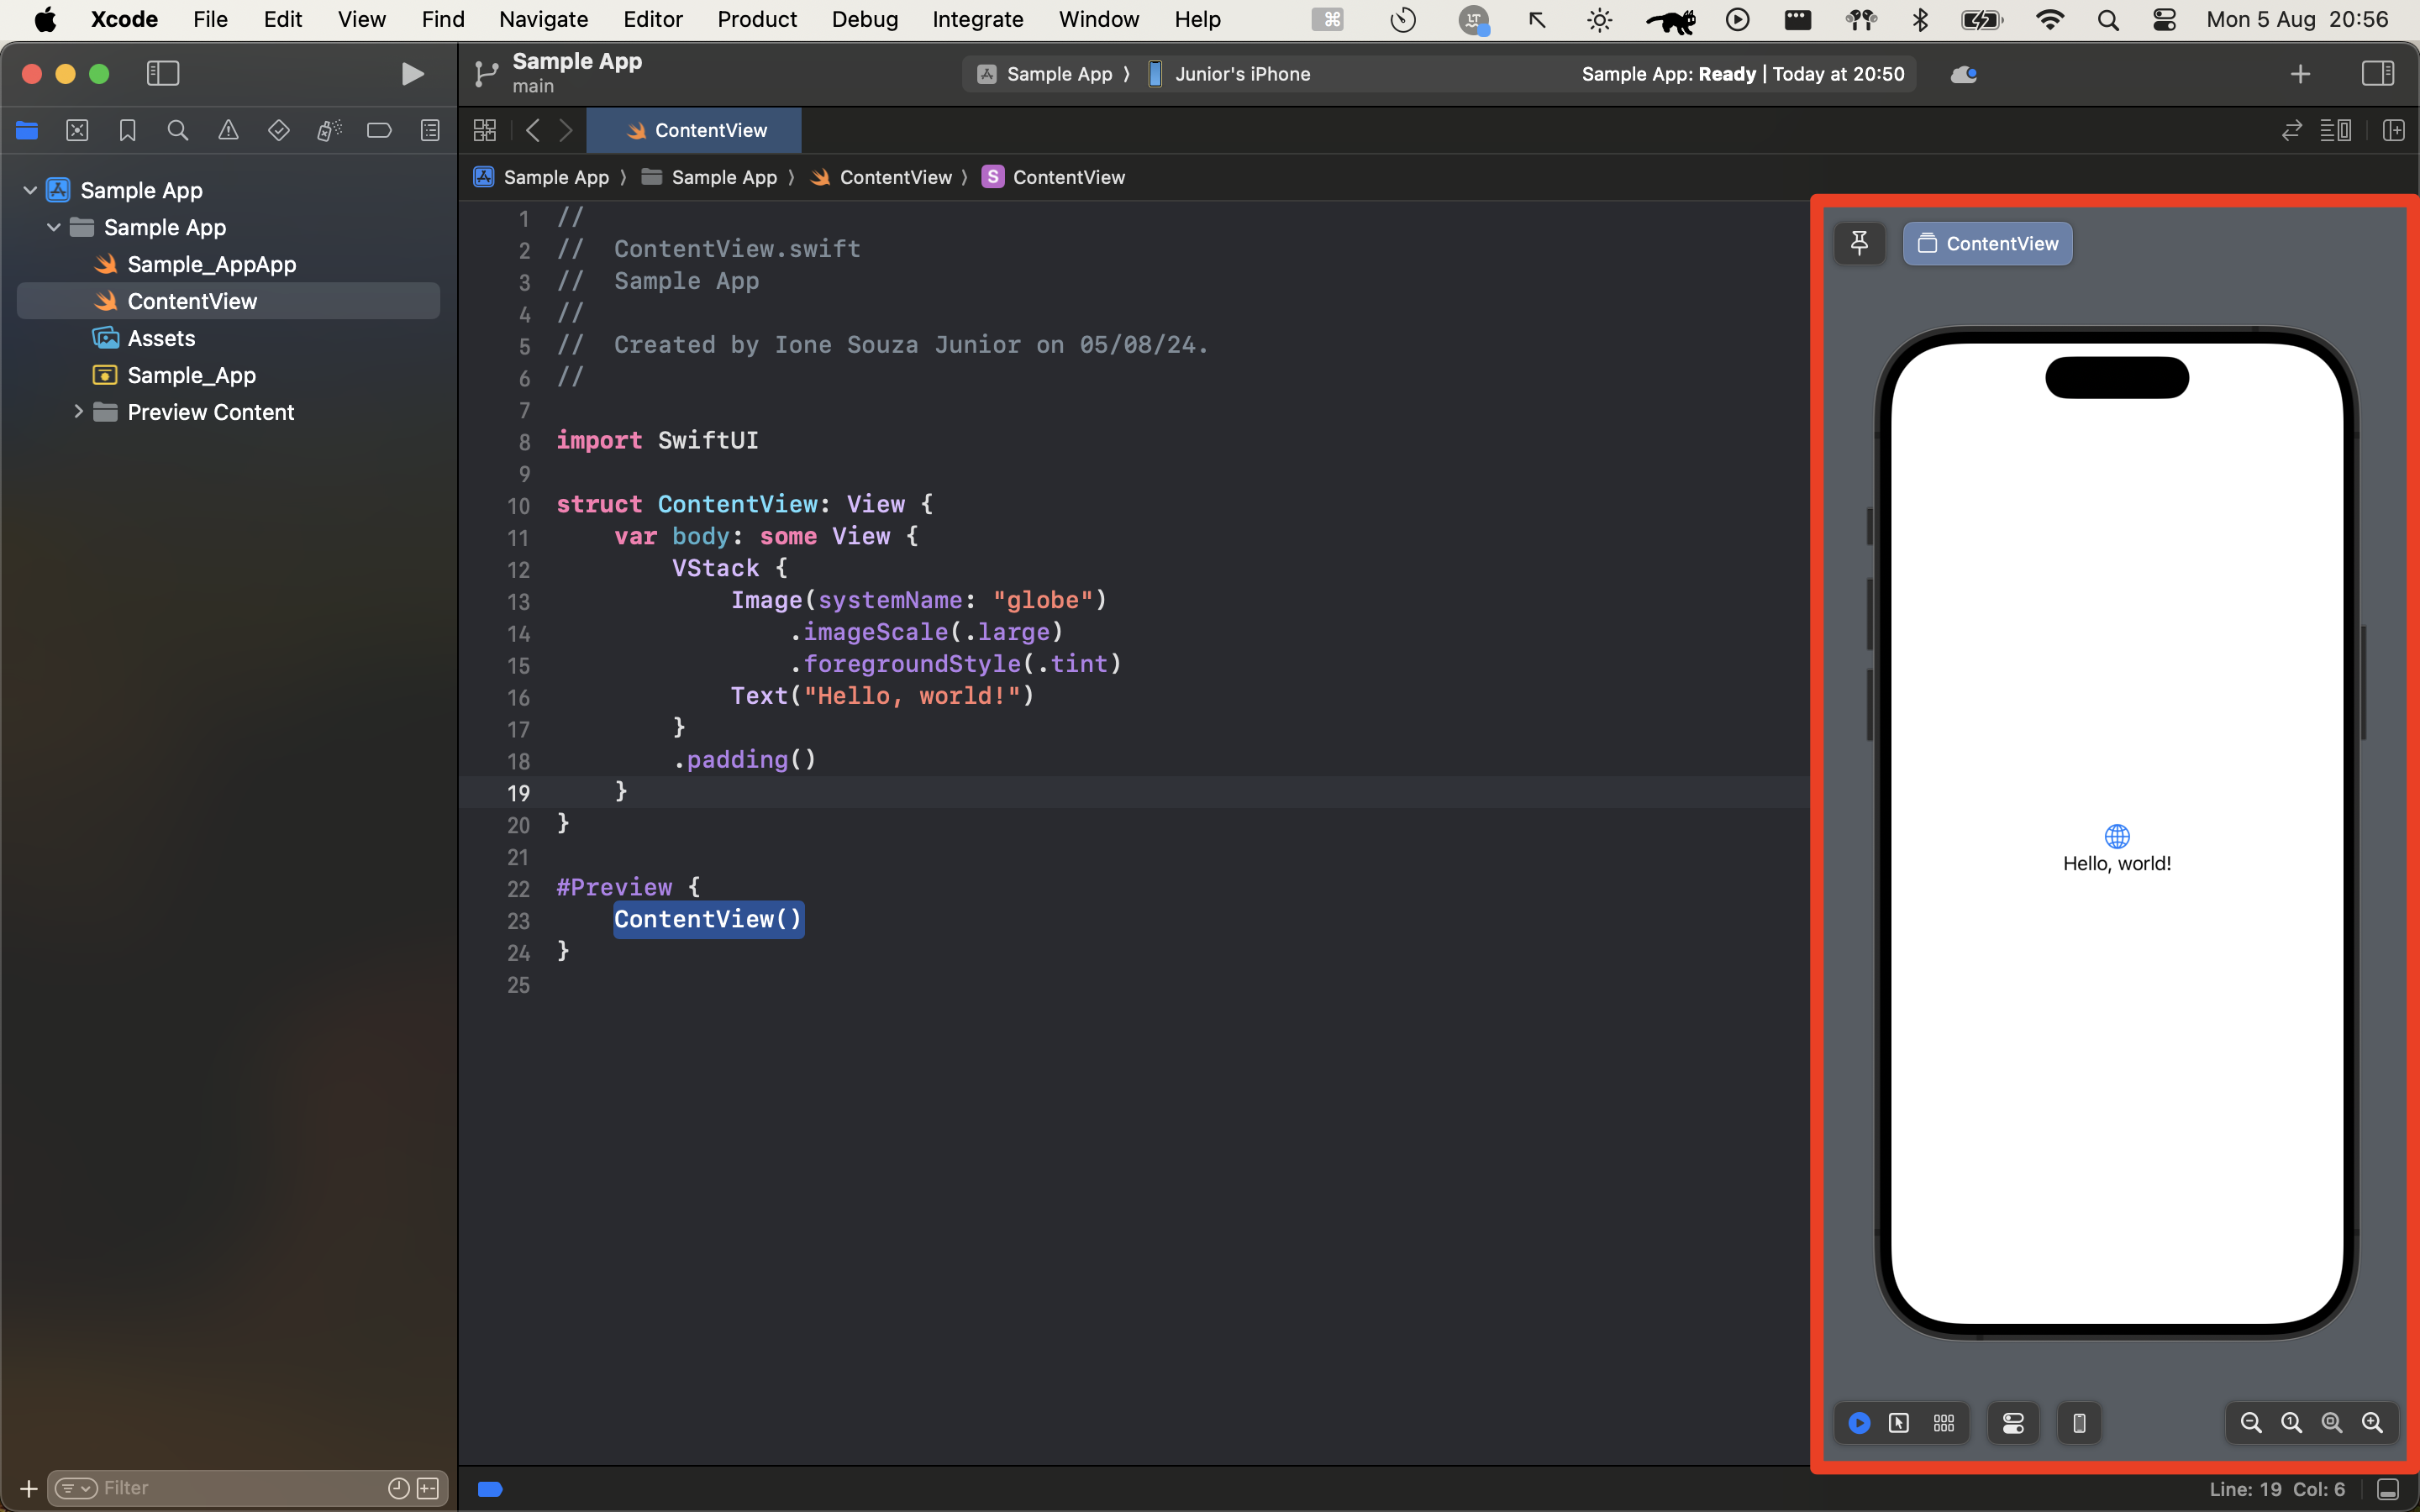 Xcode File Edit View Find Navigate Editor Product Debug Integrate Window Help Mon 5 Aug 20:56
Sample App
main
Sample App 〉 Junior's iPhone
Sample App: Ready | Today at 20:50
ContentView
Sample App 〉 Sample App 〉 ContentView 〉 S ContentView
Sample App
Sample App
Sample_AppApp
ContentView
Assets
Sample_App
Preview Content
1 //
2 //  ContentView.swift
3 //  Sample App
4 //
5 //  Created by Ione Souza Junior on 05/08/24.
6 //
7
8 import SwiftUI
9
10 struct ContentView: View {
11     var body: some View {
12         VStack {
13             Image(systemName: "globe")
14                 .imageScale(.large)
15                 .foregroundStyle(.tint)
16             Text("Hello, world!")
17         }
18         .padding()
19     }
20 }
21
22 #Preview {
23     ContentView()
24 }
25
ContentView
Hello, world!
Filter
Line: 19 Col: 6